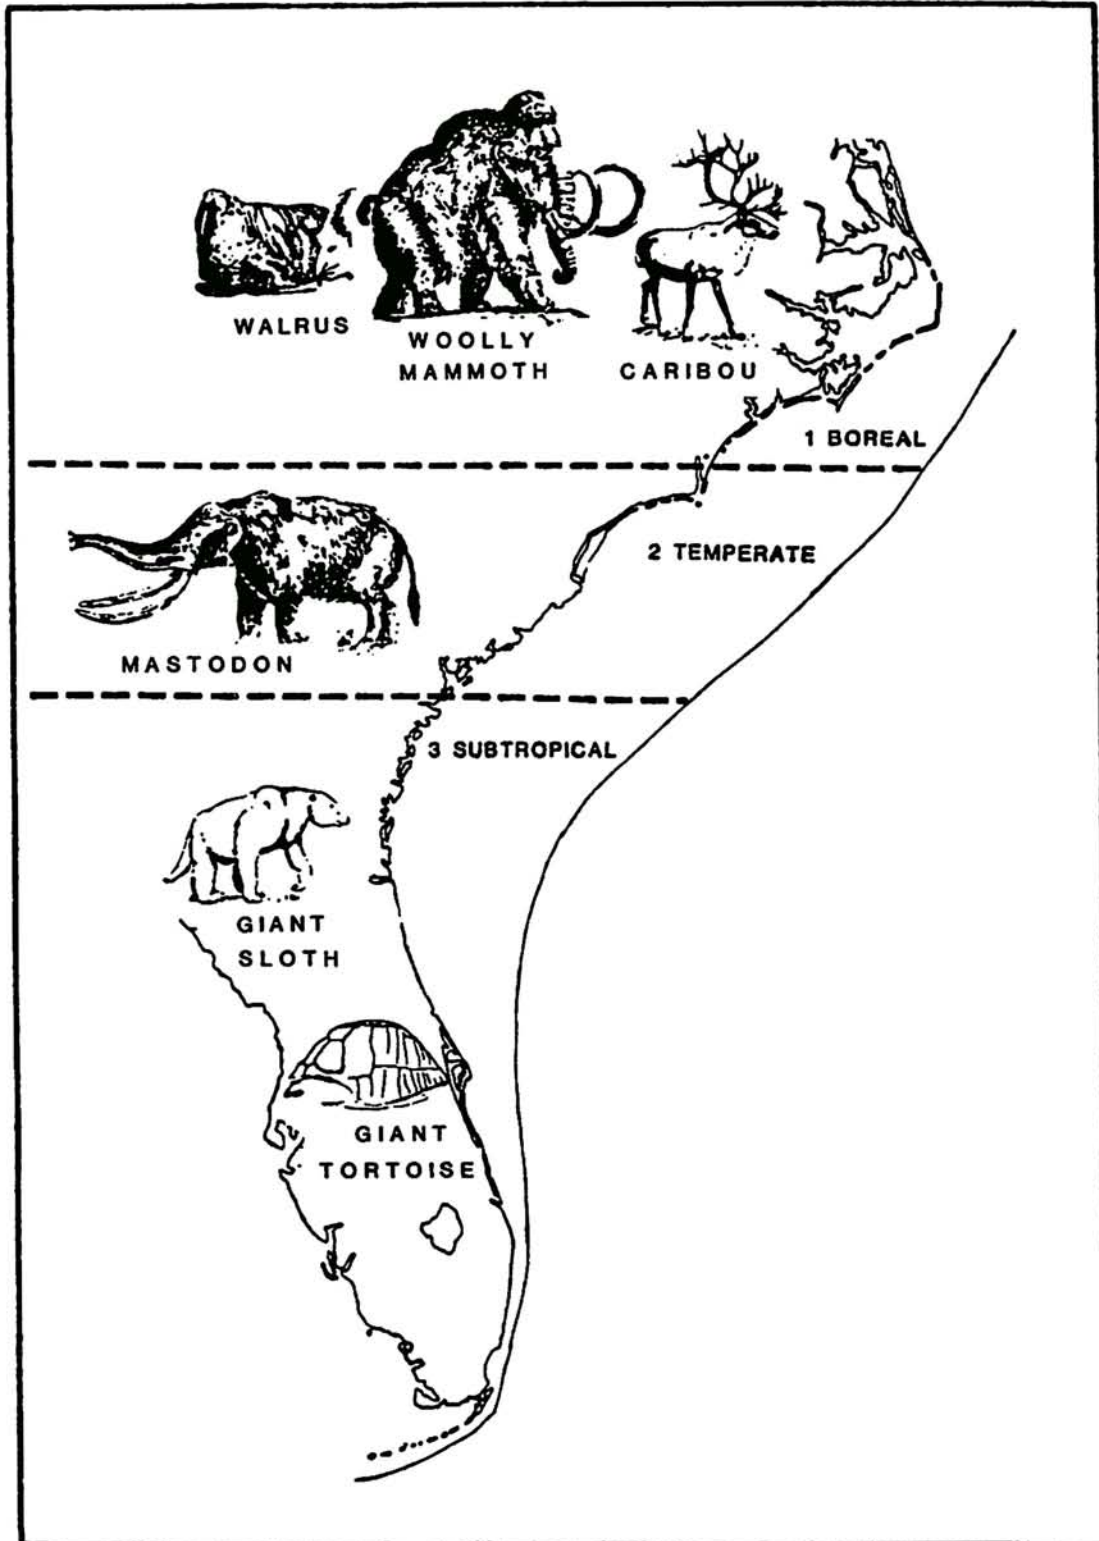 WALRUS
WOOLLY
MAMMOTH
CARIBOU
1 BOREAL
2 TEMPERATE
MASTODON
3 SUBTROPICAL
GIANT
SLOTH
GIANT
TORTOISE